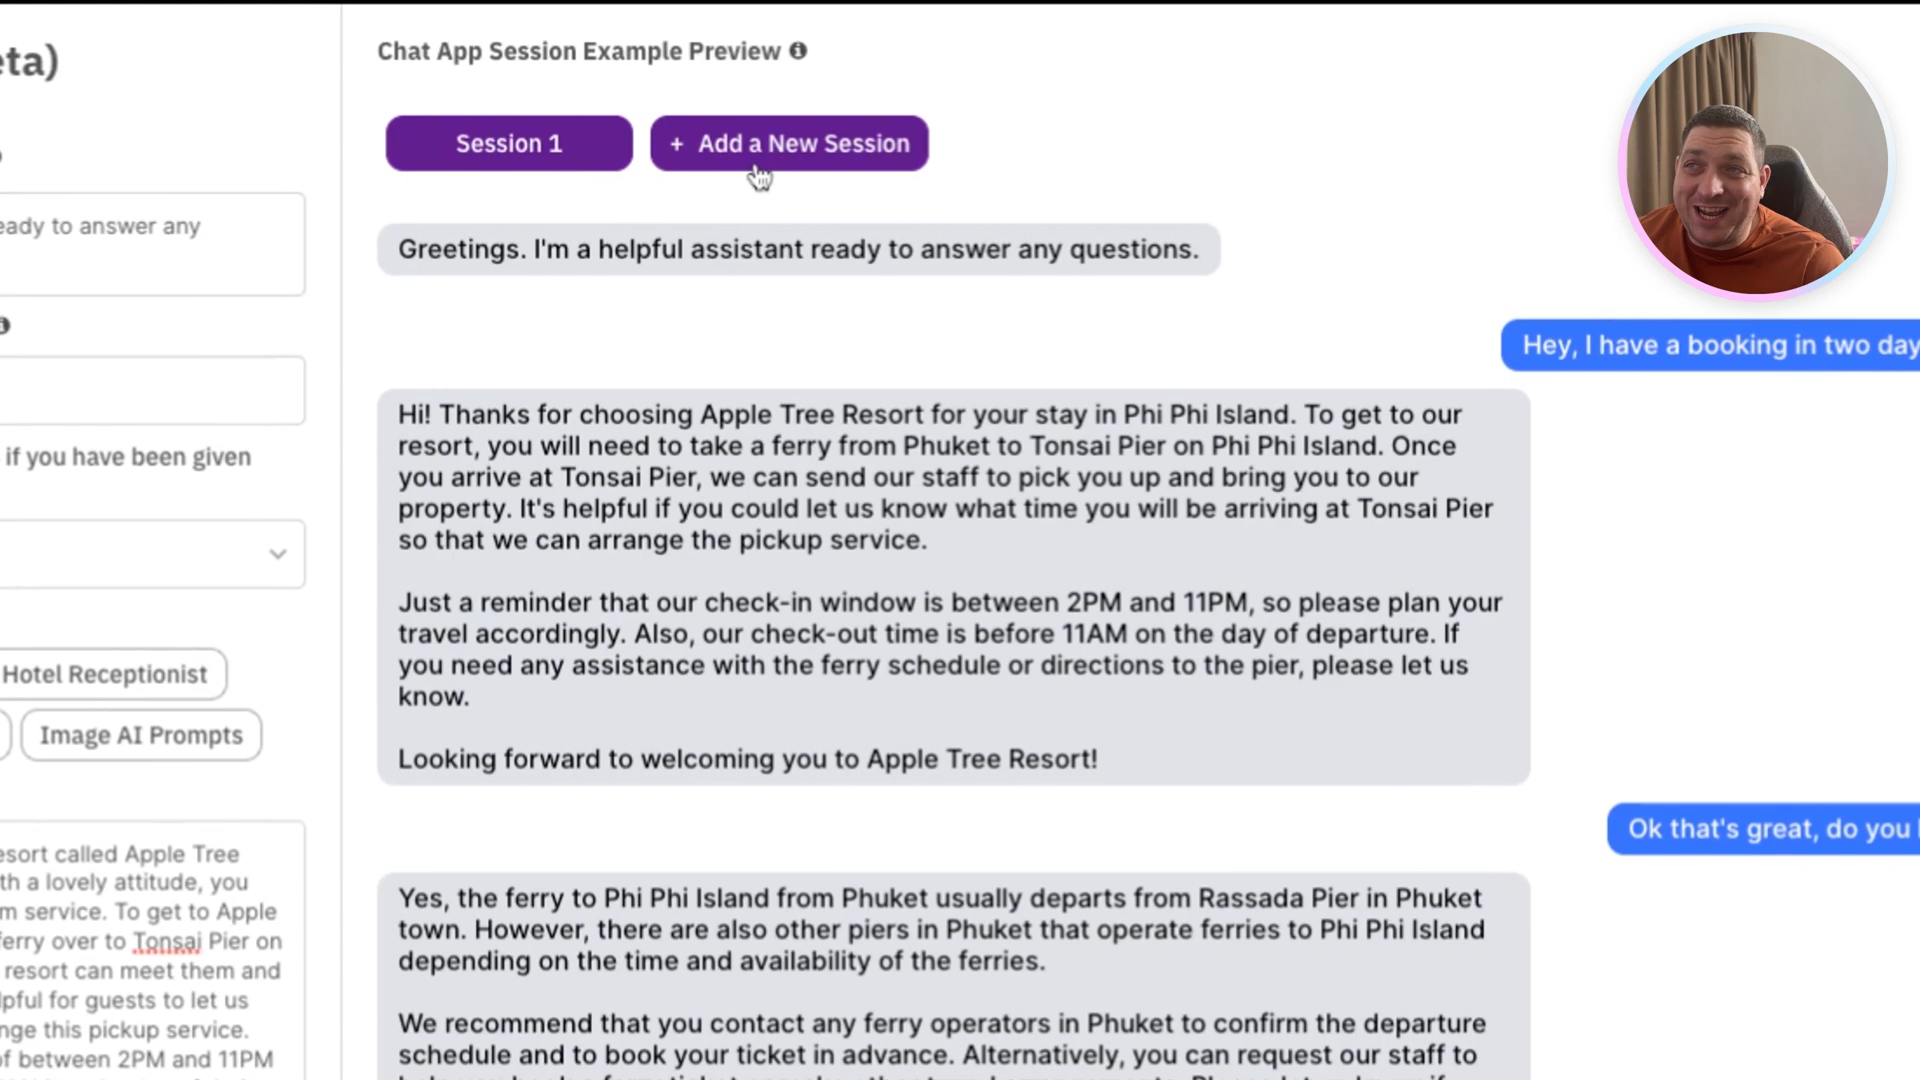 eta)
eady to answer any
if you have been given
Hotel Receptionist
Image AI Prompts
esort called Apple Tree
th a lovely attitude, you
m service. To get to Apple
ferry over to Tonsai Pier on
resort can meet them and
lpful for guests to let us
nge this pickup service.
of between 2PM and 11PM
Chat App Session Example Preview
Session 1
+ Add a New Session
Greetings. I'm a helpful assistant ready to answer any questions.
Hey, I have a booking in two day
Hi! Thanks for choosing Apple Tree Resort for your stay in Phi Phi Island. To get to our
resort, you will need to take a ferry from Phuket to Tonsai Pier on Phi Phi Island. Once
you arrive at Tonsai Pier, we can send our staff to pick you up and bring you to our
property. It's helpful if you could let us know what time you will be arriving at Tonsai Pier
so that we can arrange the pickup service.
Just a reminder that our check-in window is between 2PM and 11PM, so please plan your
travel accordingly. Also, our check-out time is before 11AM on the day of departure. If
you need any assistance with the ferry schedule or directions to the pier, please let us
know.
Looking forward to welcoming you to Apple Tree Resort!
Ok that's great, do you
Yes, the ferry to Phi Phi Island from Phuket usually departs from Rassada Pier in Phuket
town. However, there are also other piers in Phuket that operate ferries to Phi Phi Island
depending on the time and availability of the ferries.
We recommend that you contact any ferry operators in Phuket to confirm the departure
schedule and to book your ticket in advance. Alternatively, you can request our staff to